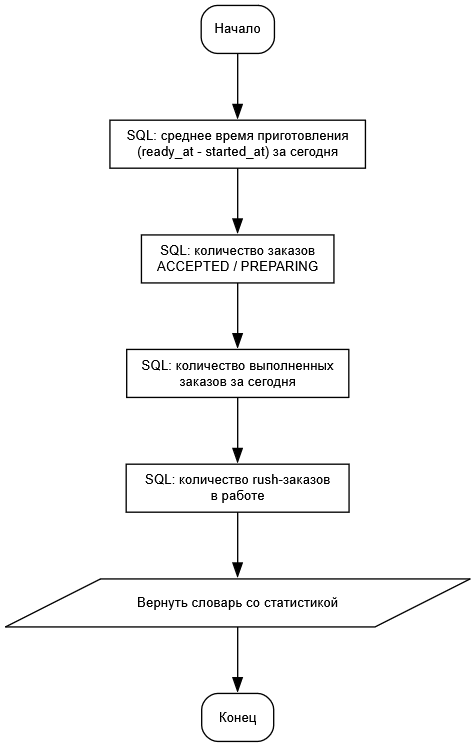 Начало
SQL: среднее время приготовления
(ready_at - started_at) за сегодня
SQL: количество заказов
ACCEPTED / PREPARING
SQL: количество выполненных
заказов за сегодня
SQL: количество rush-заказов
в работе
Вернуть словарь со статистикой
Конец